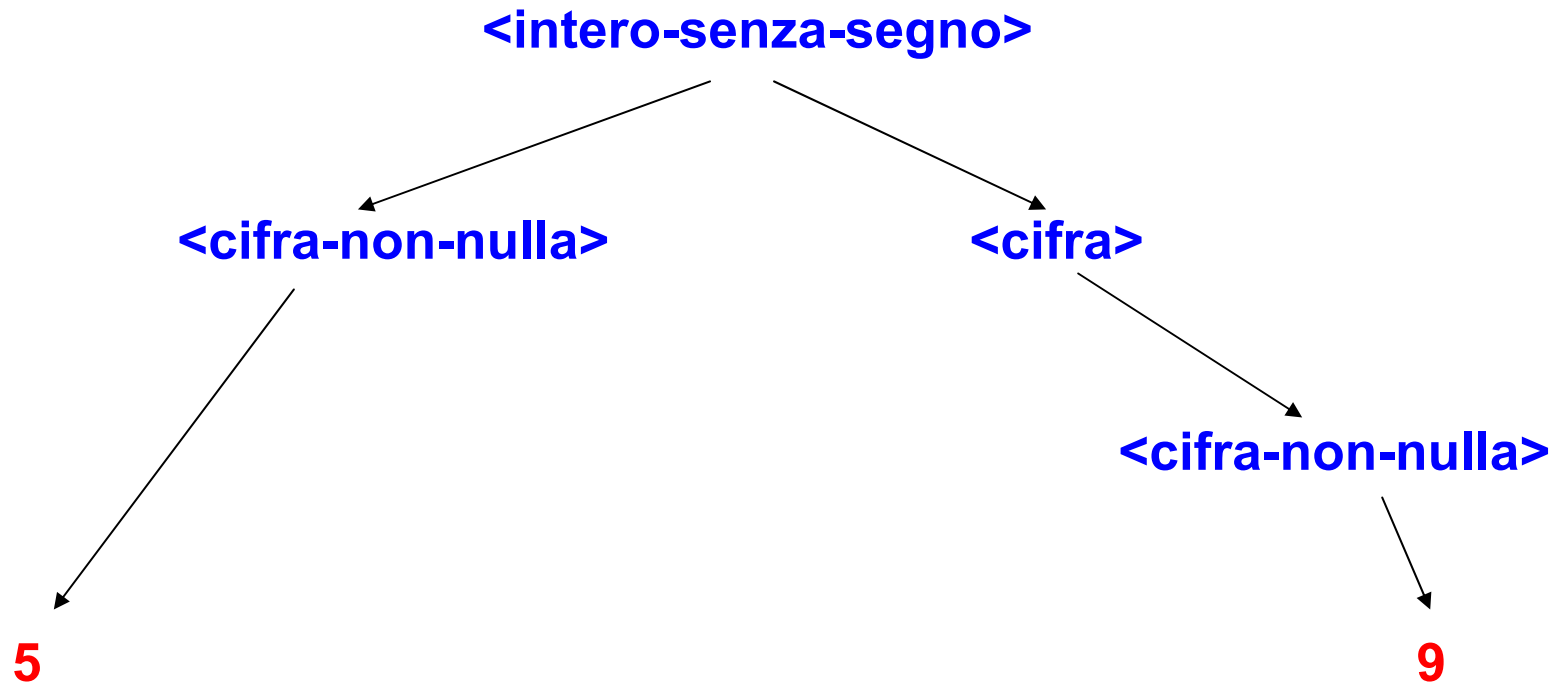 <intero-senza-segno>
<cifra-non-nulla> <cifra>
<cifra-non-nulla>
5 9